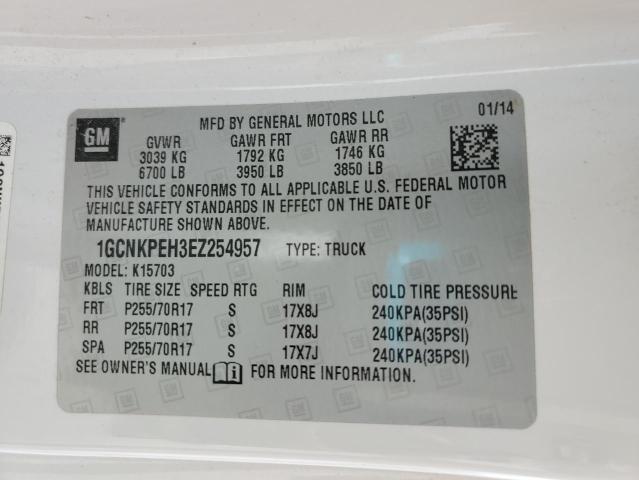 GM
MFD BY GENERAL MOTORS LLC
01/14
GVWR GAWR FRT GAWR RR
3039 KG 1792 KG 1746 KG
6700 LB 3950 LB 3850 LB
THIS VEHICLE CONFORMS TO ALL APPLICABLE U.S. FEDERAL MOTOR
VEHICLE SAFETY STANDARDS IN EFFECT ON THE DATE OF
MANUFACTURE SHOWN ABOVE.
1GCNKPEH3EZ254957 TYPE: TRUCK
MODEL: K15703
KBLS TIRE SIZE SPEED RTG RIM COLD TIRE PRESSURE
FRT P255/70R17 S 17X8J 240KPA(35PSI)
RR P255/70R17 S 17X8J 240KPA(35PSI)
SPA P255/70R17 S 17X7J 240KPA(35PSI)
SEE OWNER'S MANUAL FOR MORE INFORMATION.